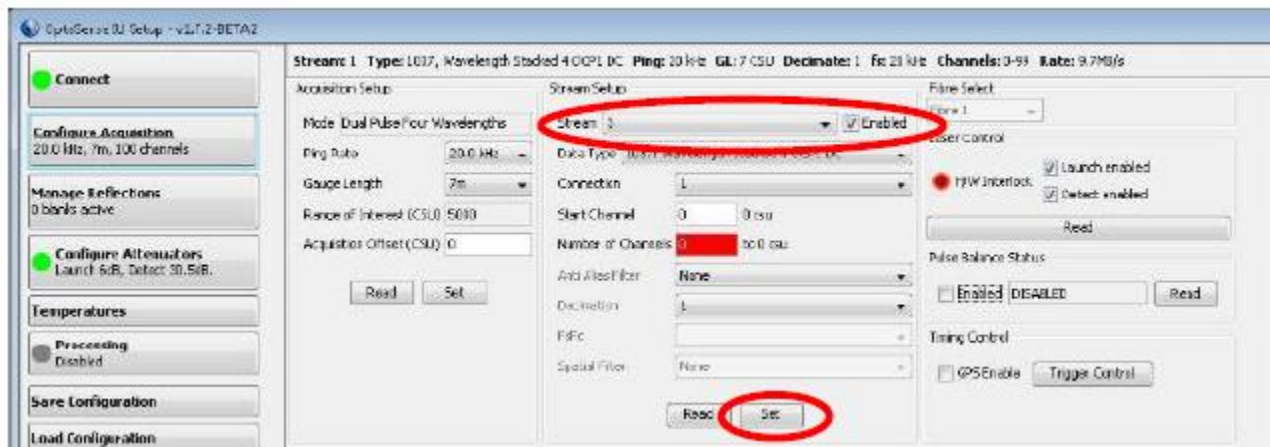 OptaSense IU Setup - v1.7.2-BETA2
Connect
Configure Acquisition
20.0 kHz, 7m, 100 channels
Manage Reflections
0 blanks active
Configure Attenuators
Launch 6dB, Detect 30.5dB.
Temperatures
Processing
Disabled
Save Configuration
Load Configuration
Stream: 1 Type: 1037, Wavelength Stacked 4 OCP1 DC Ping: 20 kHz GL: 7 CSU Decimate: 1 fs: 20 kHz Channels: 0-99 Rate: 9.7MB/s
Acquisition Setup
Mode Dual Pulse Four Wavelengths
Ping Rate 20.0 kHz
Gauge Length 7m
Range of Interest (CSU) 5000
Acquisition Offset (CSU) 0
Read Set
Stream Setup
Stream Enabled
Data Type
Connection 1
Start Channel 0 0 csu
Number of Channels 0 to 0 csu
Anti Alias Filter None
Decimation 1
Spatial Filter None
Read Set
Fibre Select
Fibre 1
Laser Control
H/W Interlock
Launch enabled
Detect enabled
Read
Pulse Balance Status
Enabled DISABLED Read
Timing Control
GPS Enable Trigger Control